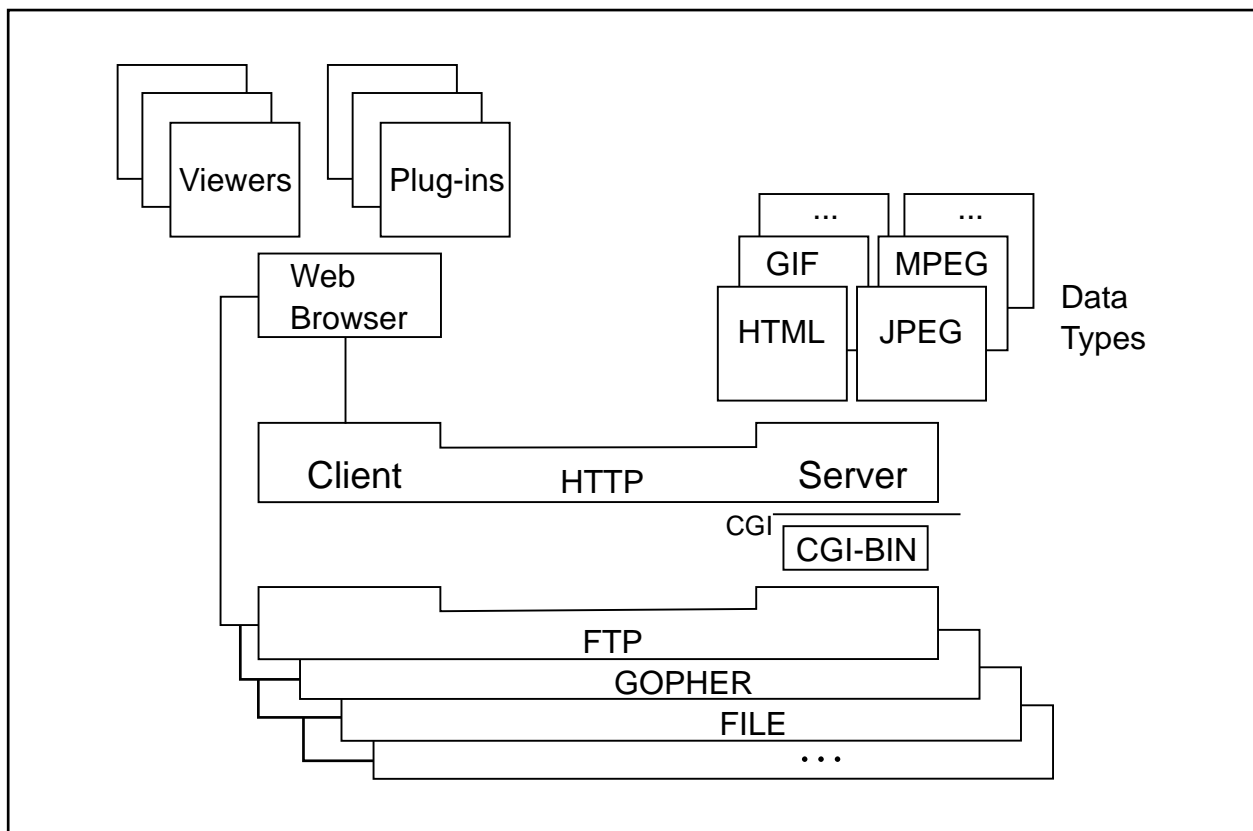 Viewers
Plug-ins
... ...
GIF MPEG
Data
Types
HTML JPEG
Web
Browser
Client HTTP Server
CGI
CGI-BIN
FTP
GOPHER
FILE
...